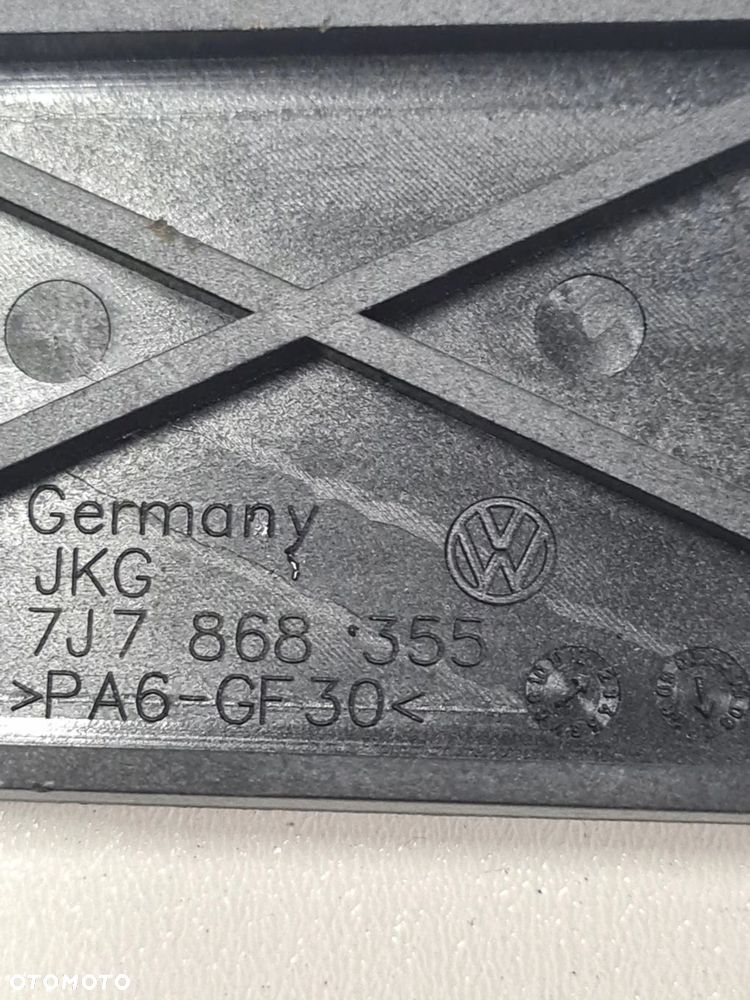 Germany
JKG
7J7 868 355
>PA6-GF30<
OTOMOTO